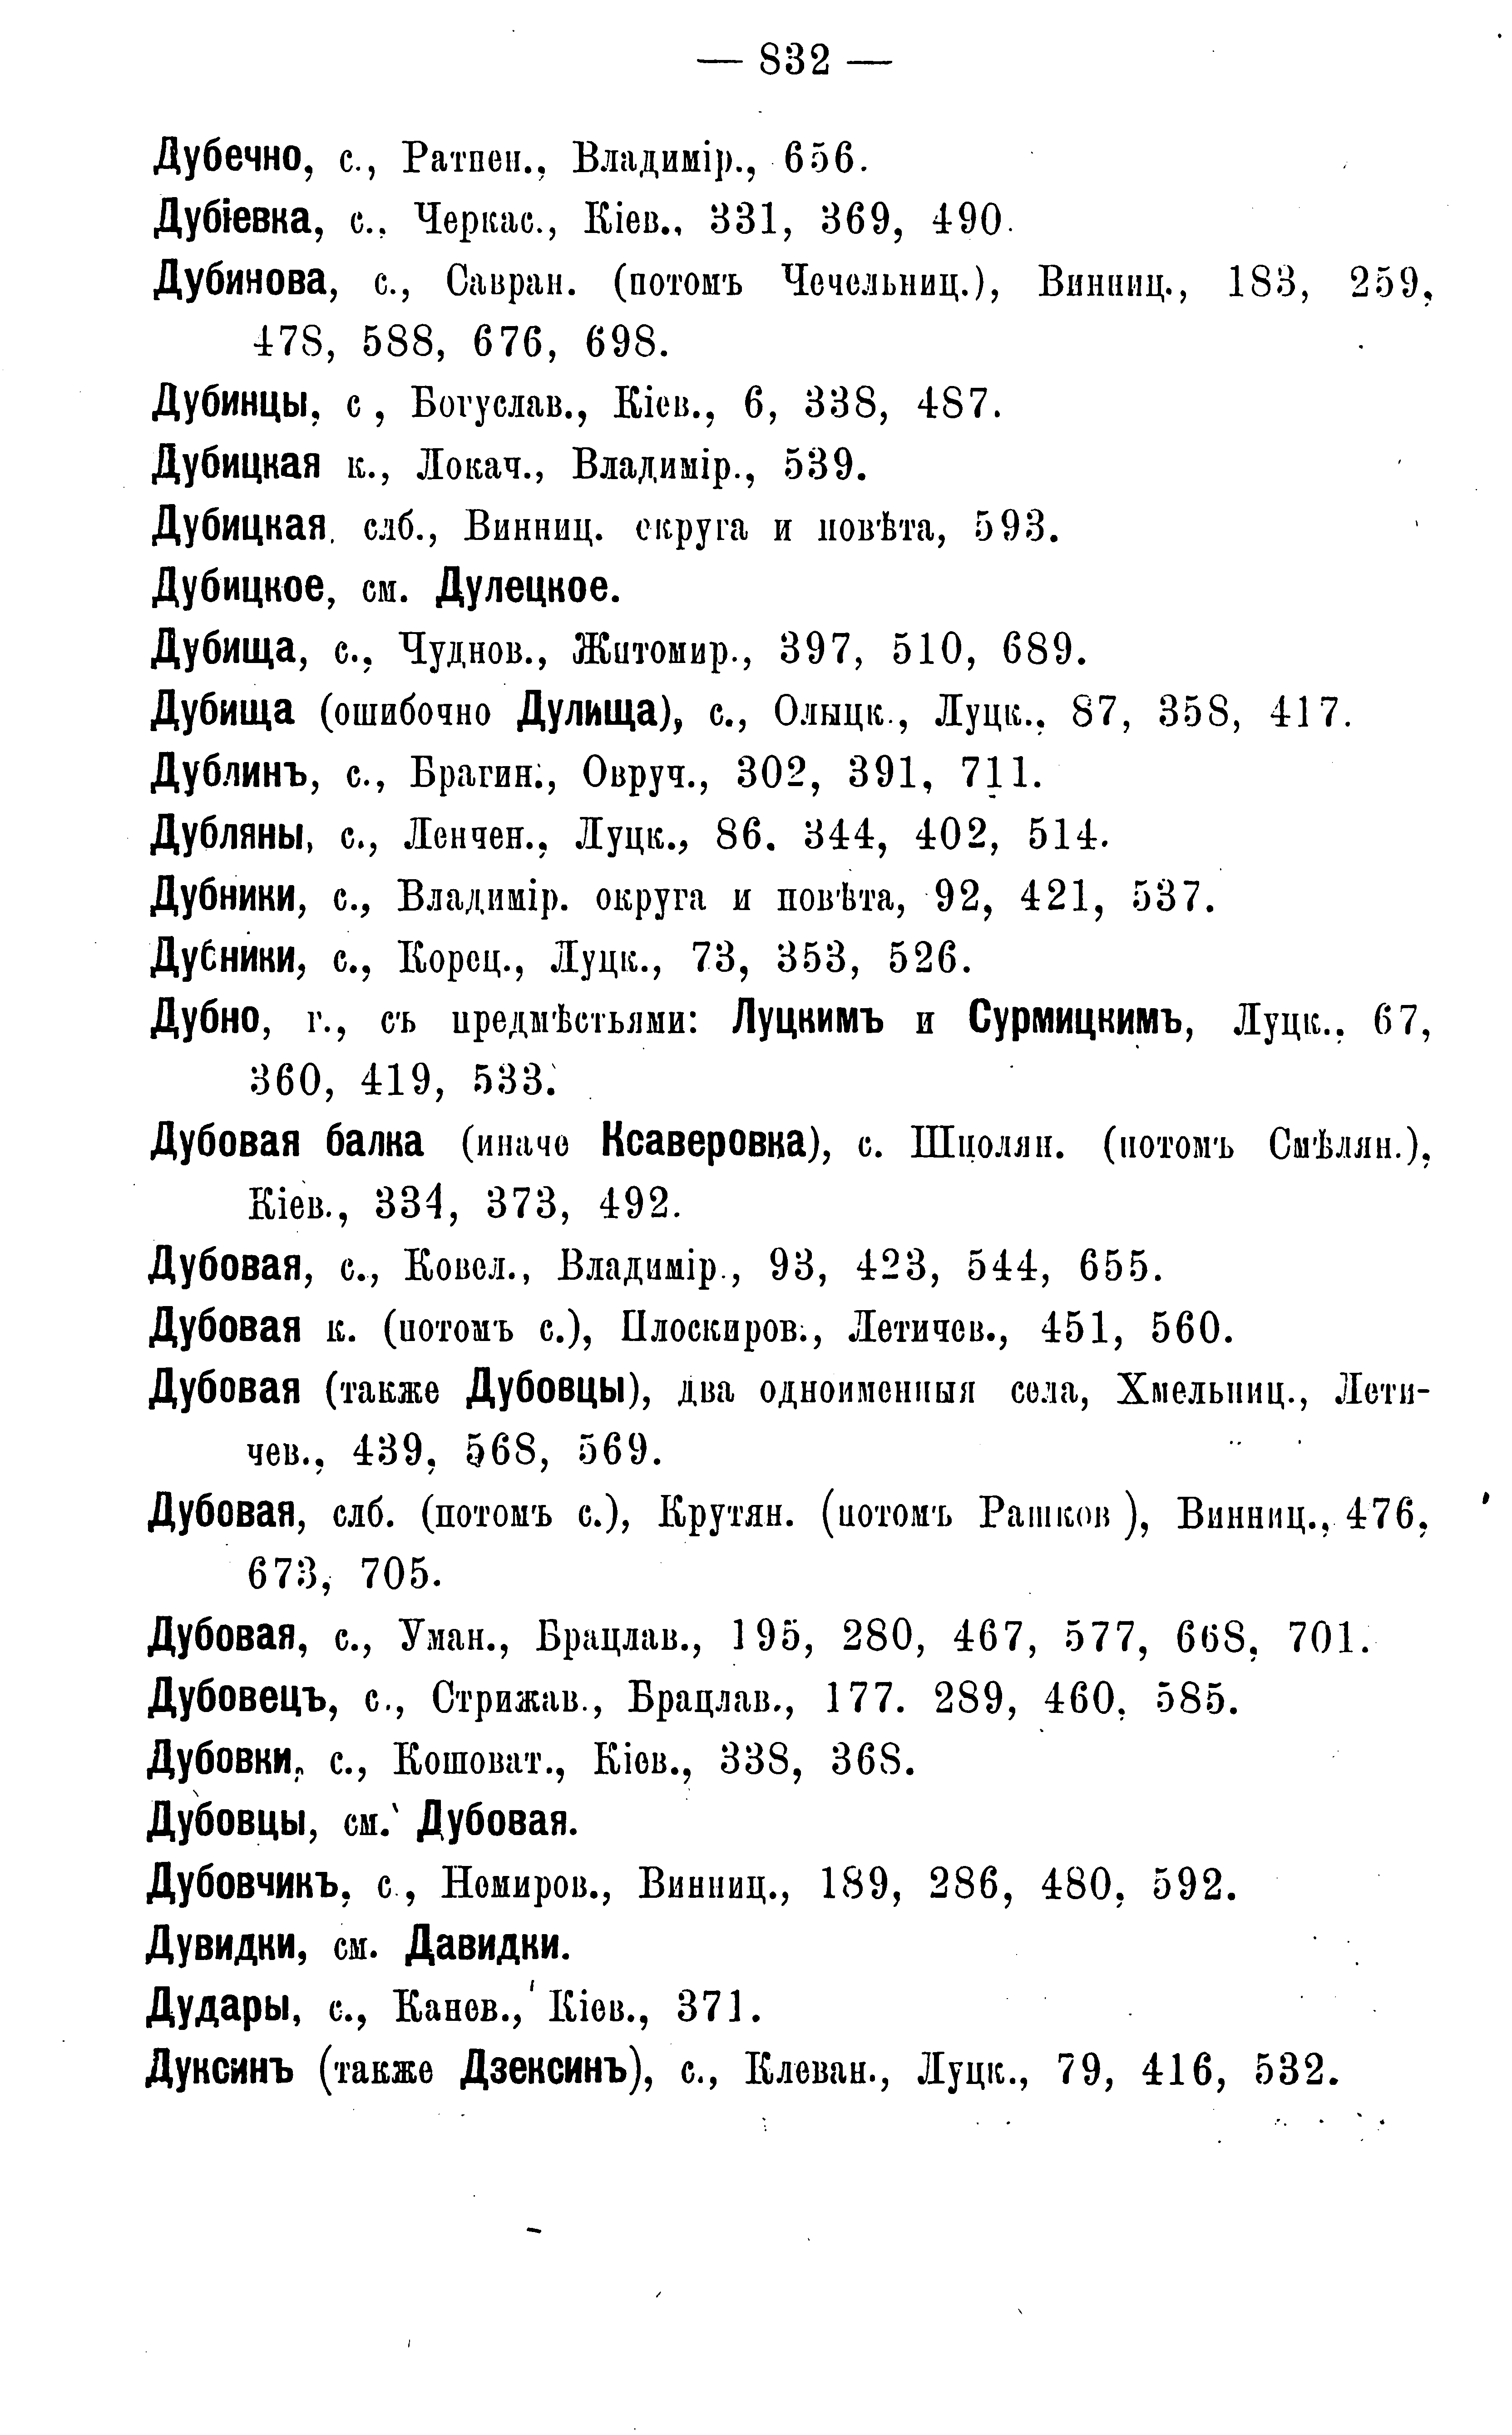 — 832 —
Дубечно, с., Ратнен., Владимір., 656.
Дубіевка, с., Черкас., Кіев., 331, 369, 490.
Дубинова, с., Савран. (потомъ Чечельниц.), Винниц., 183, 259,
478, 588, 676, 698.
Дубинцы, с , Богуслав., Кіев., 6, 338, 487.
Дубицкая к., Локач., Владимір., 539.
Дубицкая, слб., Винниц. округа и повѣта, 593.
Дубицкое, см. Дулецкое.
Дубища, с., Чуднов., Житомир., 397, 510, 689.
Дубища (ошибочно Дулища), с., Олыцк., Луцк., 87, 358, 417.
Дублинъ, с., Брагин., Овруч., 302, 391, 711.
Дубляны, с., Ленчен., Луцк., 86. 344, 402, 514.
Дубники, с., Владимір. округа и повѣта, 92, 421, 537.
Дубники, с., Корец., Луцк., 73, 353, 526.
Дубно, г., съ предмѣстьями: Луцкимъ и Сурмицкимъ, Луцк., 67,
360, 419, 533.
Дубовая балка (иначе Ксаверовка), с. Шполян. (потомъ Смѣлян.),
Кіев., 334, 373, 492.
Дубовая, с., Ковел., Владимір., 93, 423, 544, 655.
Дубовая к. (потомъ с.), Плоскиров., Летичев., 451, 560.
Дубовая (также Дубовцы), два одноименныя села, Хмельниц., Лети-
чев., 439, 568, 569.
Дубовая, слб. (потомъ с.), Крутян. (потомъ Рашков ), Винниц., 476,
673, 705.
Дубовая, с., Уман., Брацлав., 195, 280, 467, 577, 668, 701.
Дубовецъ, с., Стрижав., Брацлав., 177. 289, 460, 585.
Дубовки, с., Кошоват., Кіев., 338, 368.
Дубовцы, см. Дубовая.
Дубовчикъ, с., Немиров., Винниц., 189, 286, 480, 592.
Дувидки, см. Давидки.
Дудары, с., Канев., Кіев., 371.
Дуксинъ (также Дзексинъ), с., Клеван., Луцк., 79, 416, 532.